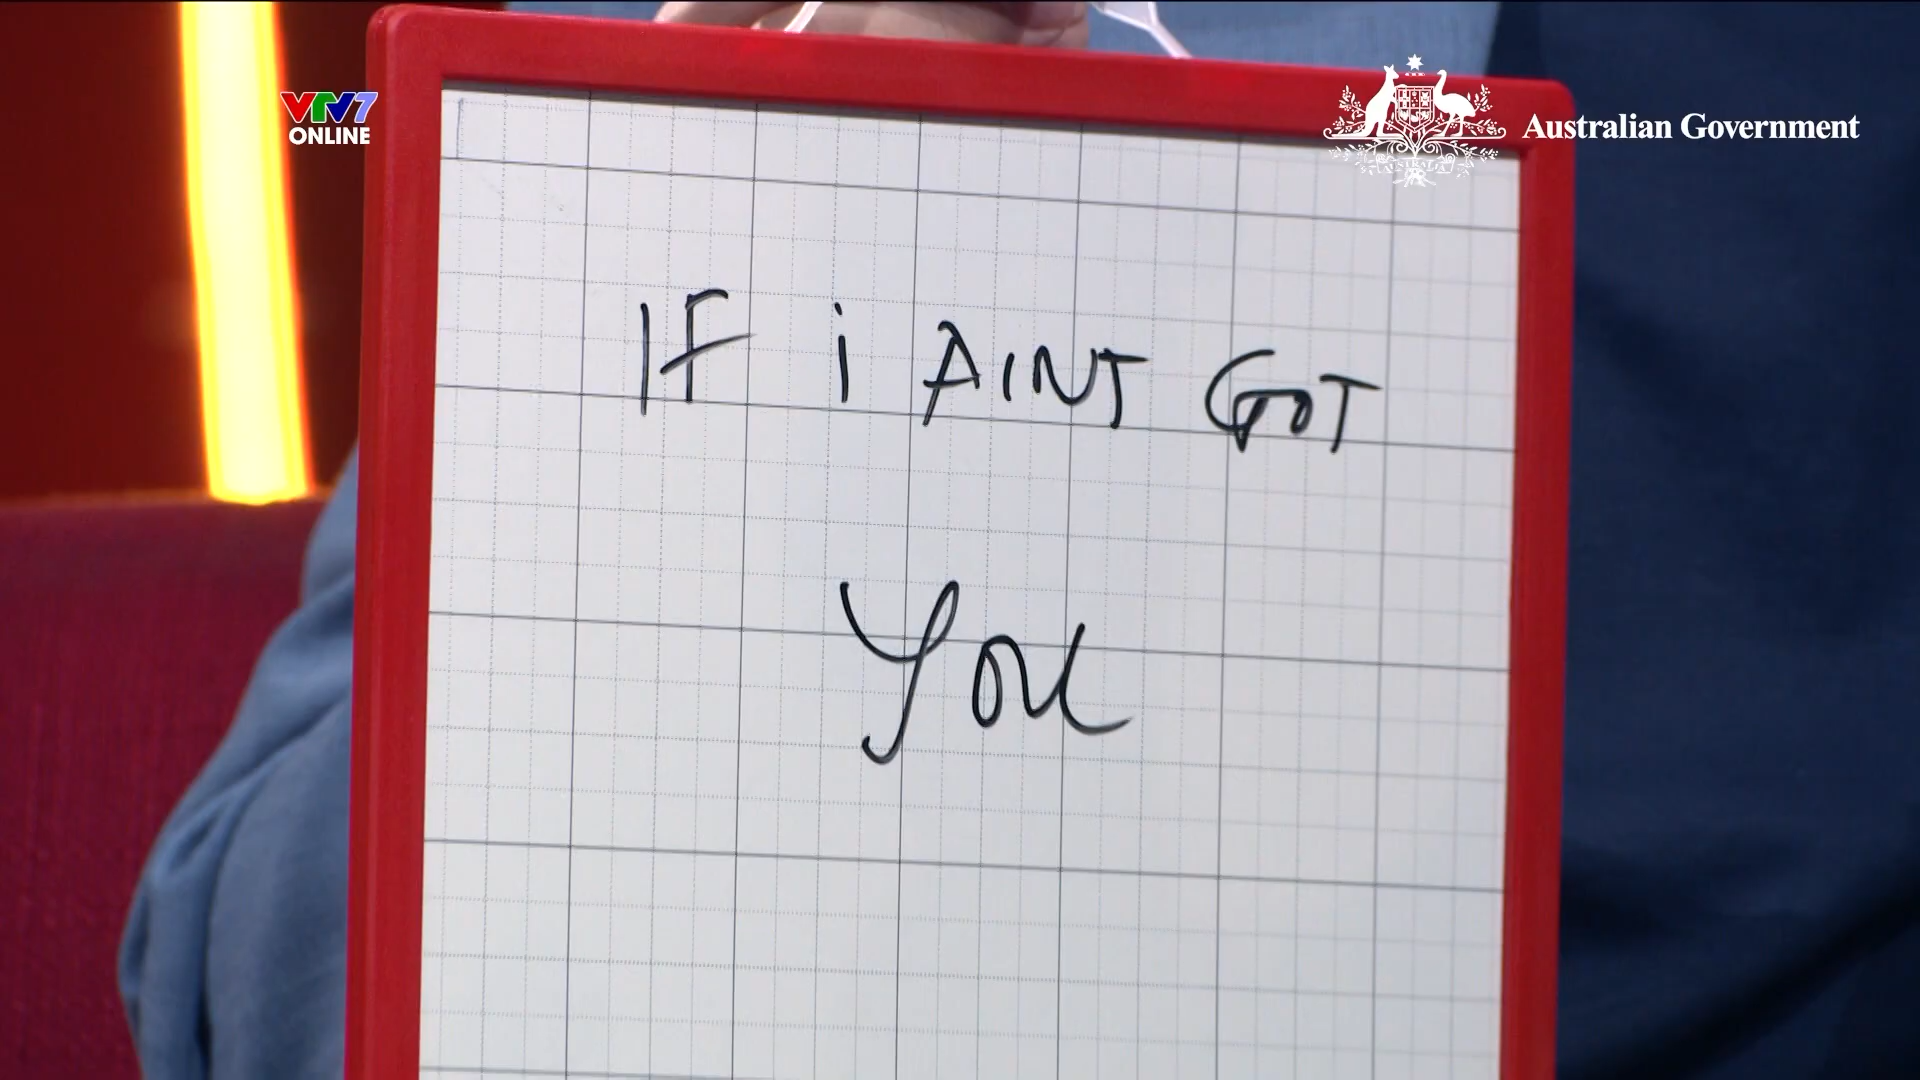 VTV7
ONLINE
Australian Government
IF i AINT GOT
You